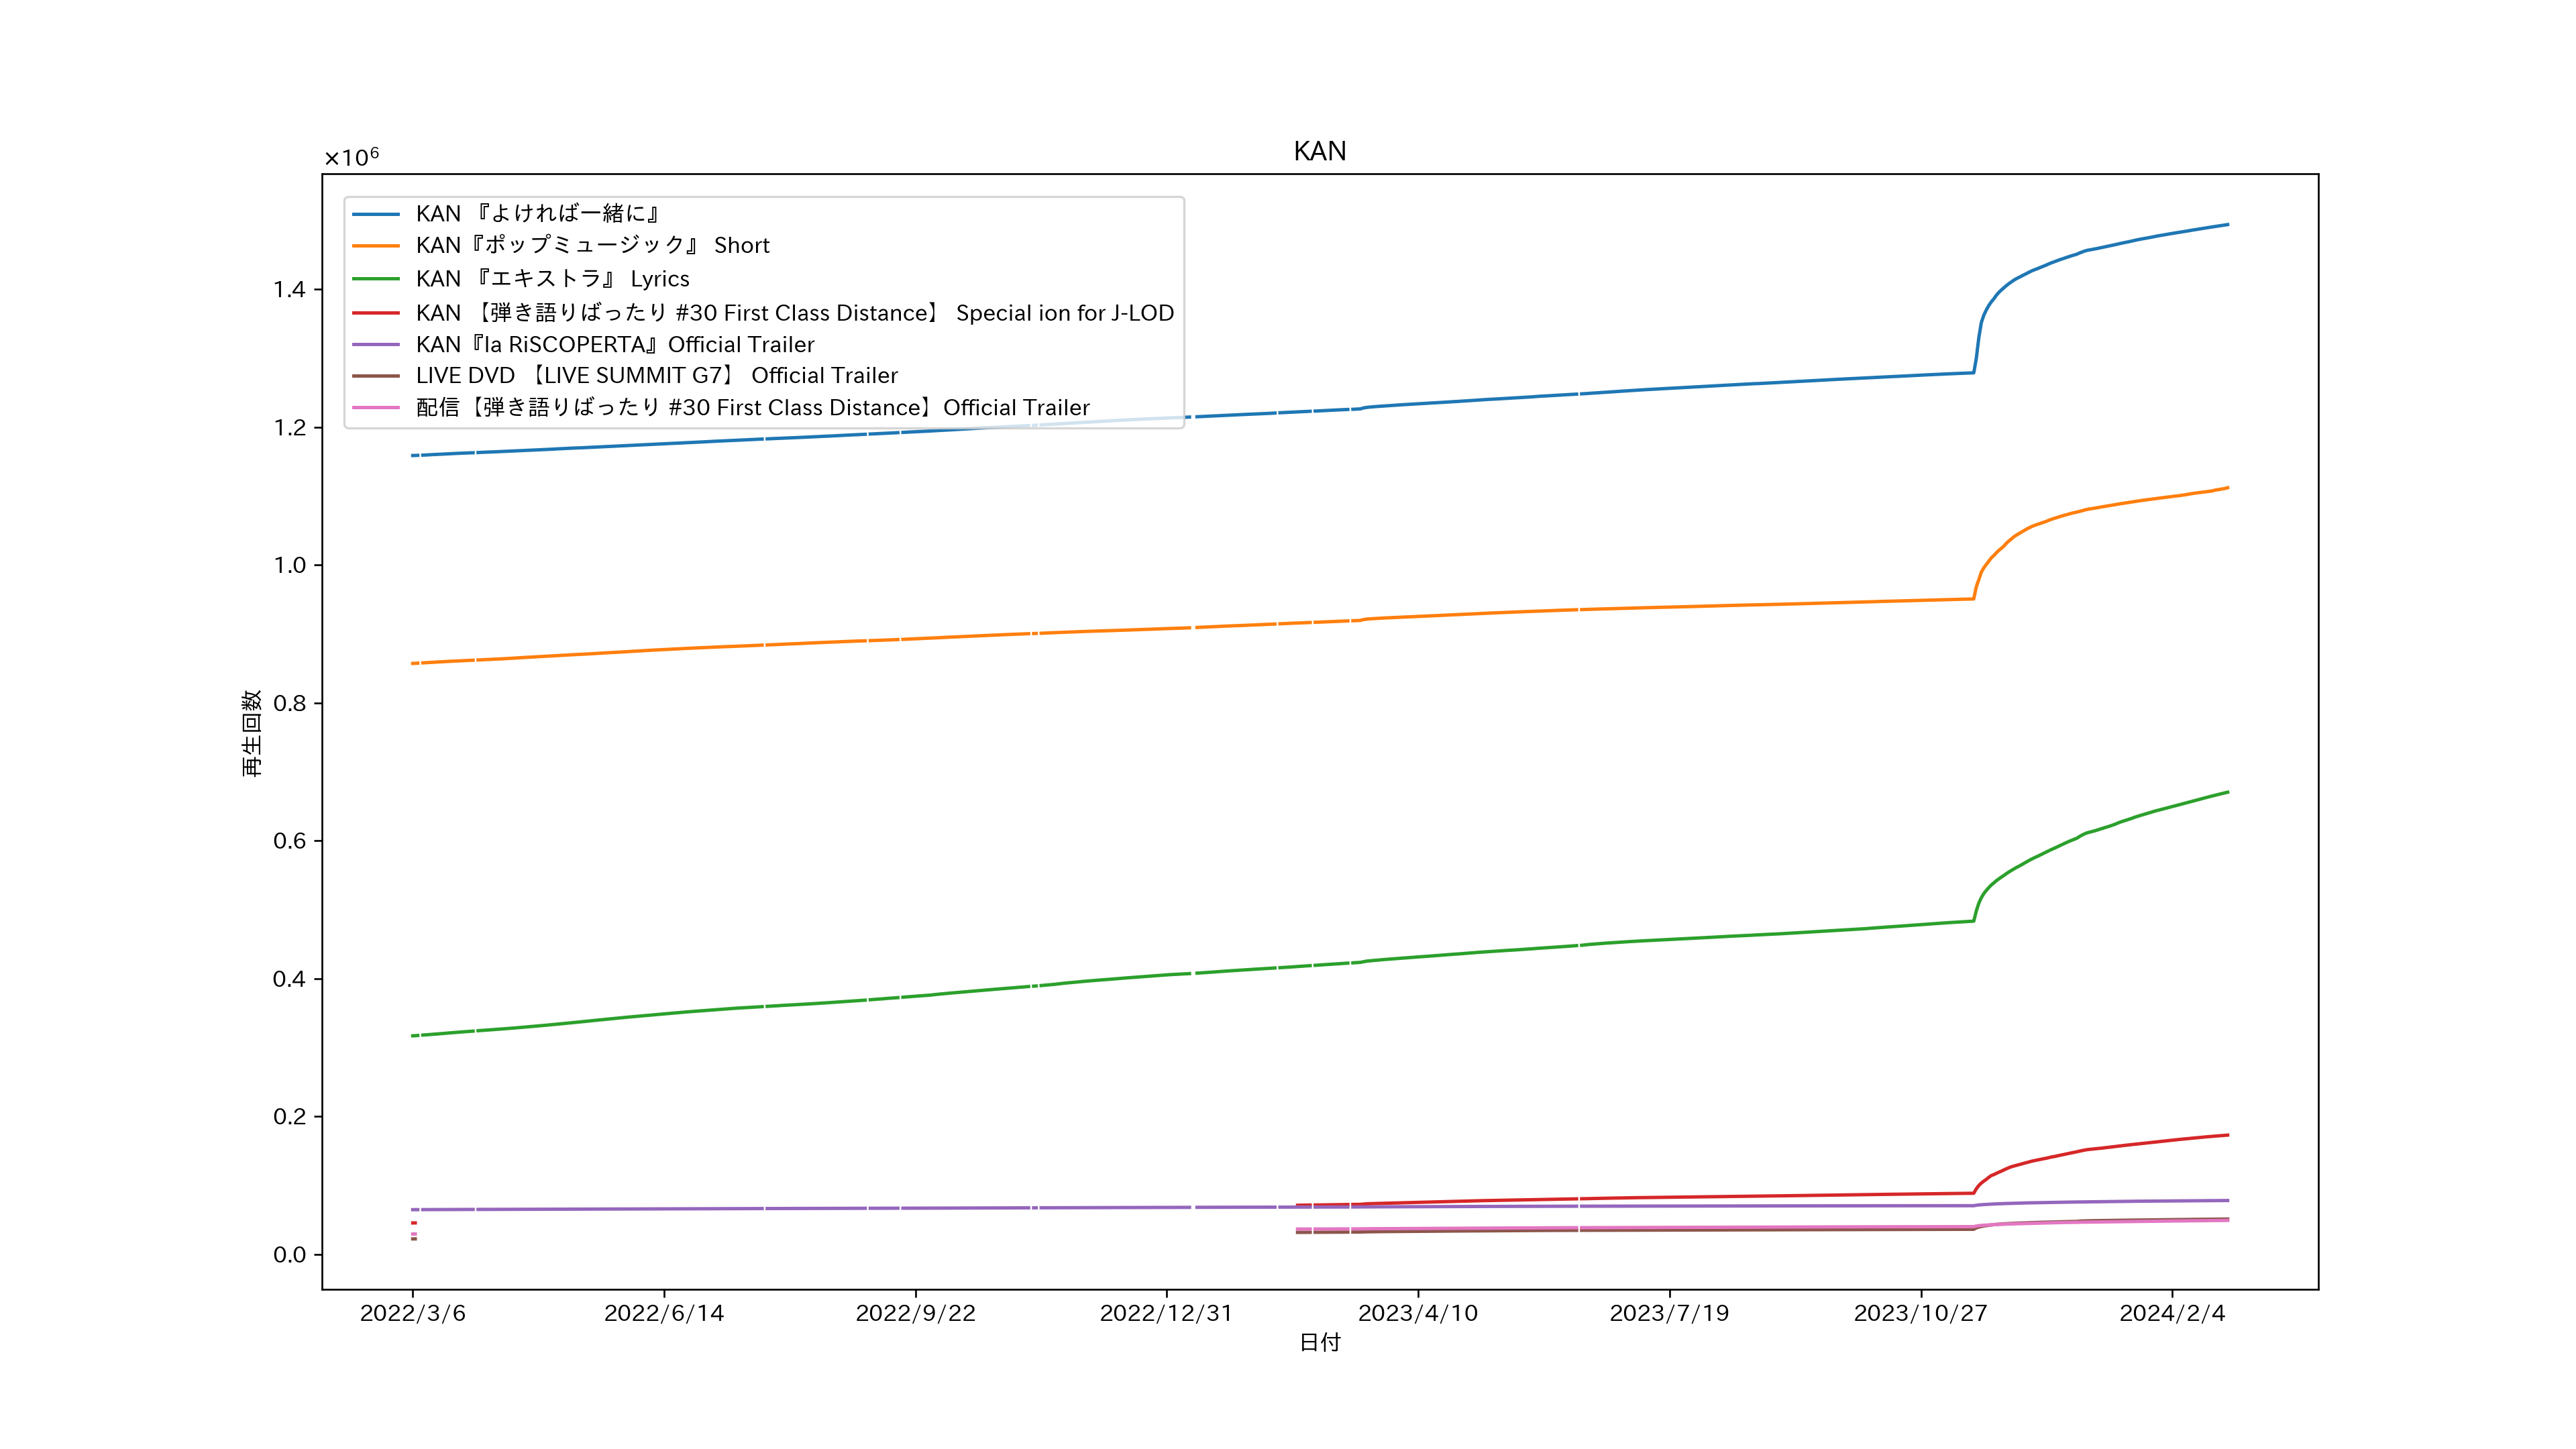 KAN
×10⁶
KAN 『よければ一緒に』
KAN『ポップミュージック』 Short
KAN 『エキストラ』 Lyrics
KAN 【弾き語りばったり #30 First Class Distance】 Special ion for J-LOD
KAN『la RiSCOPERTA』Official Trailer
LIVE DVD 【LIVE SUMMIT G7】 Official Trailer
配信【弾き語りばったり #30 First Class Distance】Official Trailer
1.4
1.2
1.0
0.8
0.6
0.4
0.2
0.0
再生回数
2022/3/6 2022/6/14 2022/9/22 2022/12/31 2023/4/10 2023/7/19 2023/10/27 2024/2/4
日付